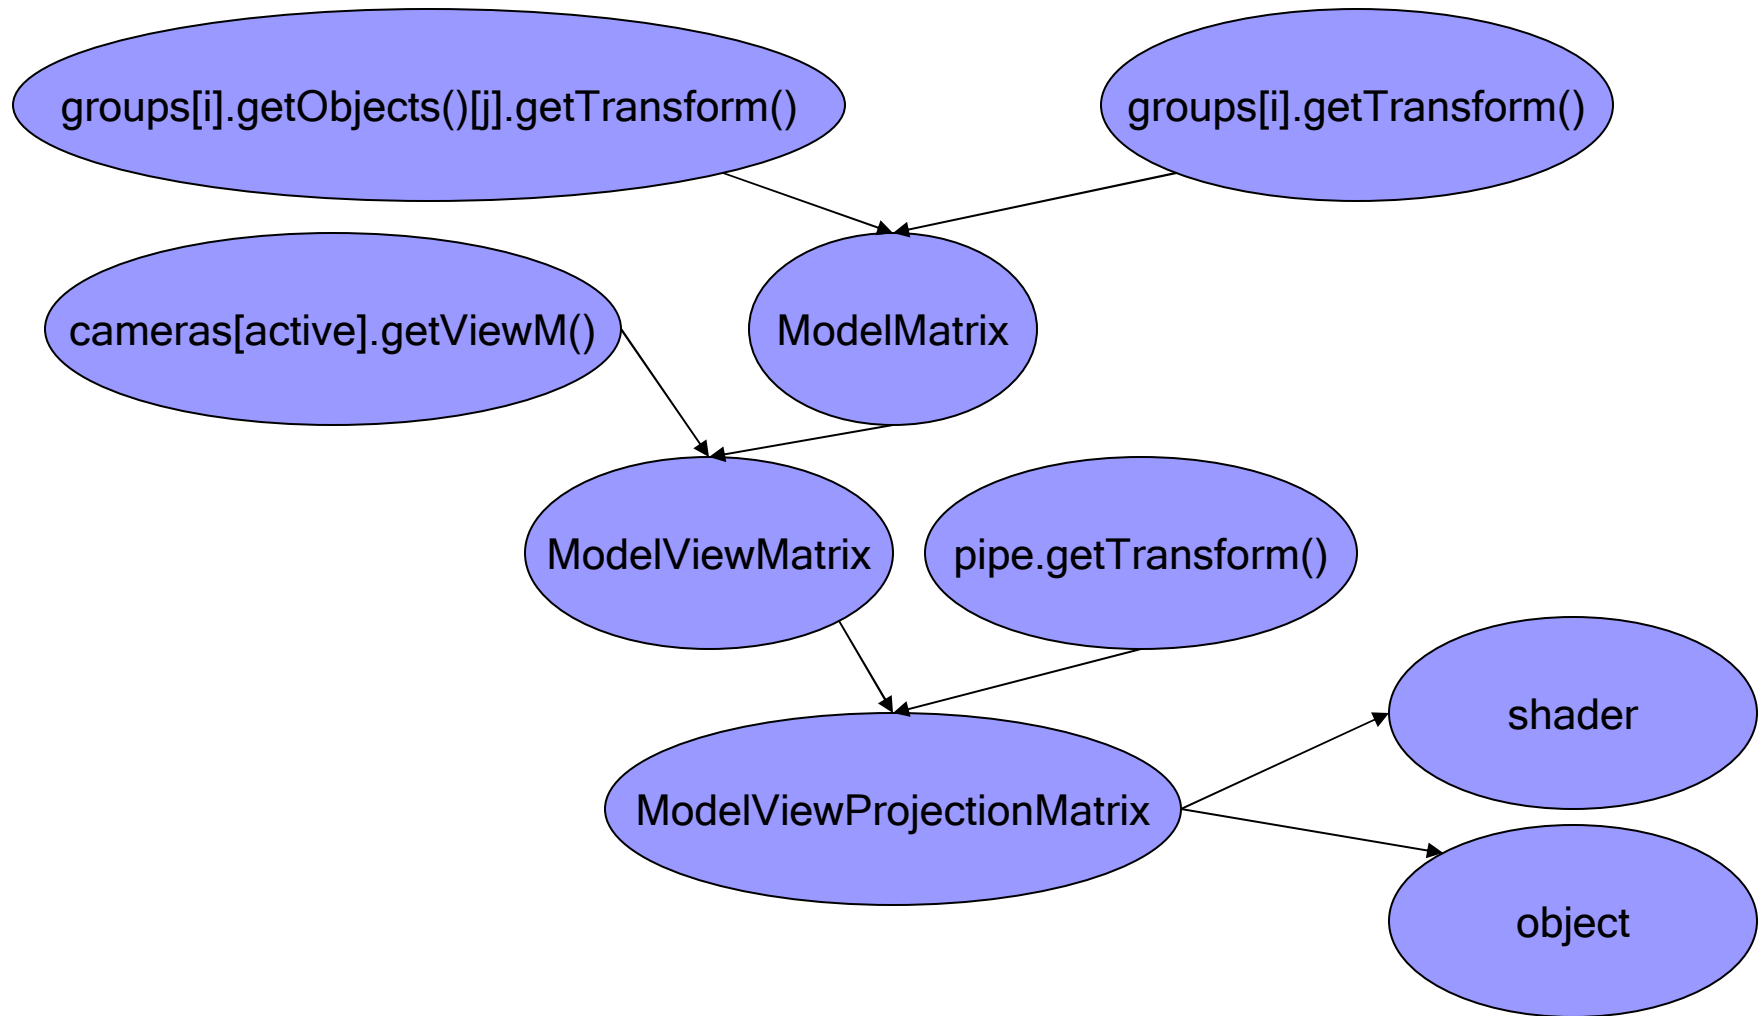 groups[i].getObjects()[j].getTransform()
groups[i].getTransform()
cameras[active].getViewM()
ModelMatrix
ModelViewMatrix
pipe.getTransform()
shader
ModelViewProjectionMatrix
object